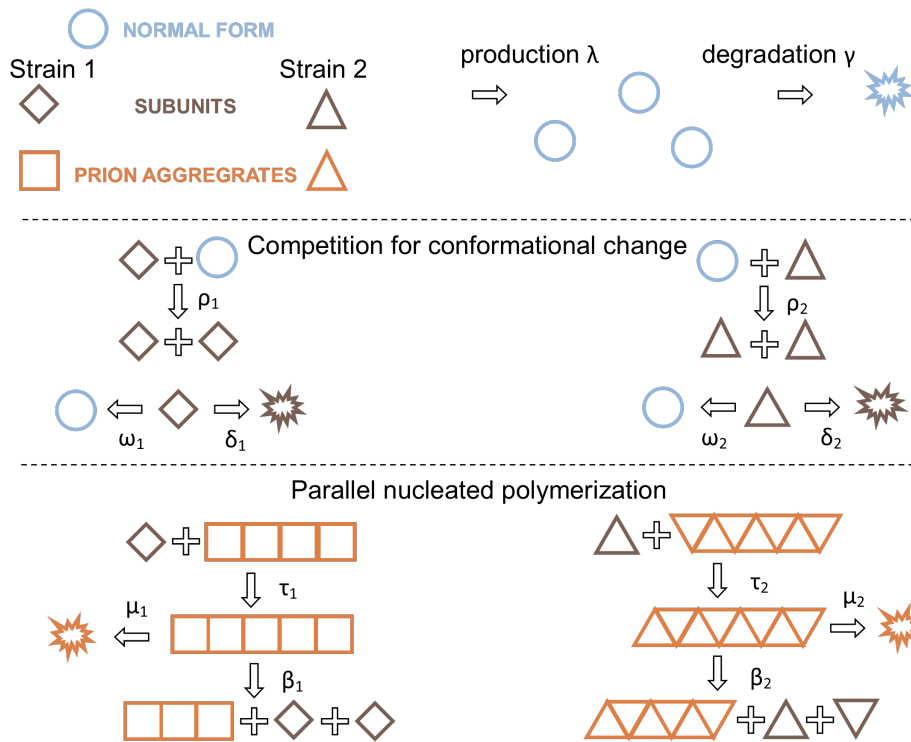 NORMAL FORM
Strain 1
Strain 2
SUBUNITS
PRION AGGREGRATES
production λ
degradation γ
Competition for conformational change
ρ1
ρ2
ω1
δ1
ω2
δ2
Parallel nucleated polymerization
τ1
τ2
μ1
μ2
β1
β2